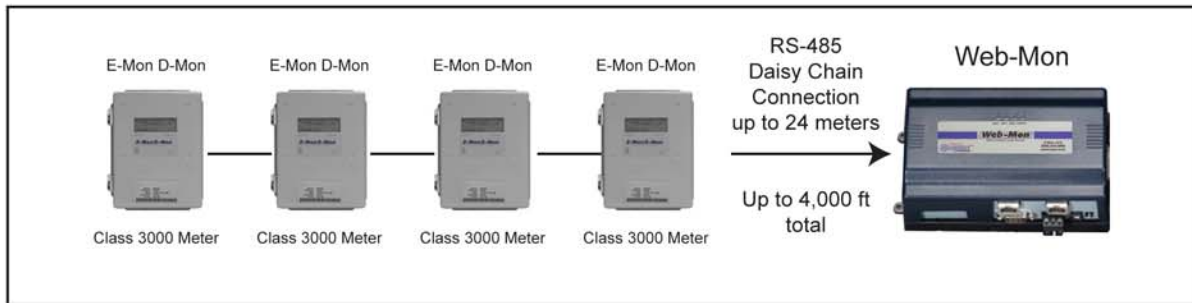 E-Mon D-Mon
E-Mon D-Mon
E-Mon D-Mon
E-Mon D-Mon
Class 3000 Meter
Class 3000 Meter
Class 3000 Meter
Class 3000 Meter
RS-485
Daisy Chain
Connection
up to 24 meters
Up to 4,000 ft
total
Web-Mon
Web-Mon